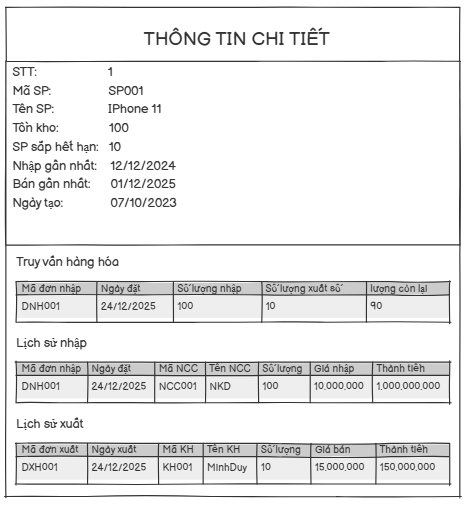 THÔNG TIN CHI TIẾT
STT: 1
Mã SP: SP001
Tên SP: IPhone 11
Tồn kho: 100
SP sắp hết hạn: 10
Nhập gần nhất: 12/12/2024
Bán gần nhất: 01/12/2025
Ngày tạo: 07/10/2023
Truy vấn hàng hóa
Mã đơn nhập Ngày đặt Số lượng nhập Số lượng xuất số lượng còn lại
DNH001 24/12/2025 100 10 90
Lịch sử nhập
Mã đơn nhập Ngày đặt Mã NCC Tên NCC Số lượng Giá nhập Thành tiền
DNH001 24/12/2025 NCC001 NKD 100 10,000,000 1,000,000,000
Lịch sử xuất
Mã đơn xuất Ngày xuất Mã KH Tên KH Số lượng Giá bán Thành tiền
DXH001 24/12/2025 KH001 MinhDuy 10 15,000,000 150,000,000